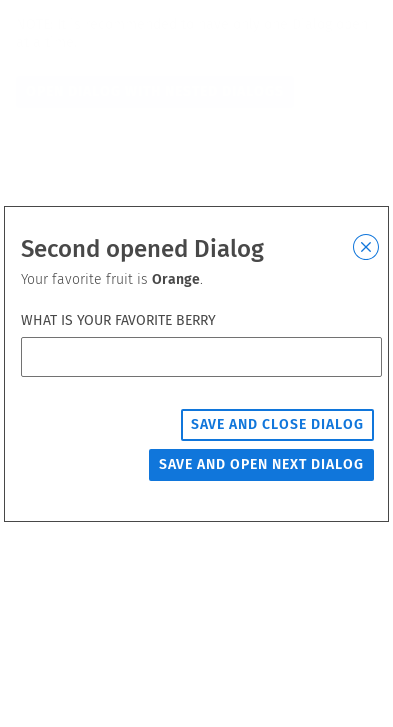 Second opened Dialog
Your favorite fruit is Orange.
WHAT IS YOUR FAVORITE BERRY
SAVE AND CLOSE DIALOG
SAVE AND OPEN NEXT DIALOG